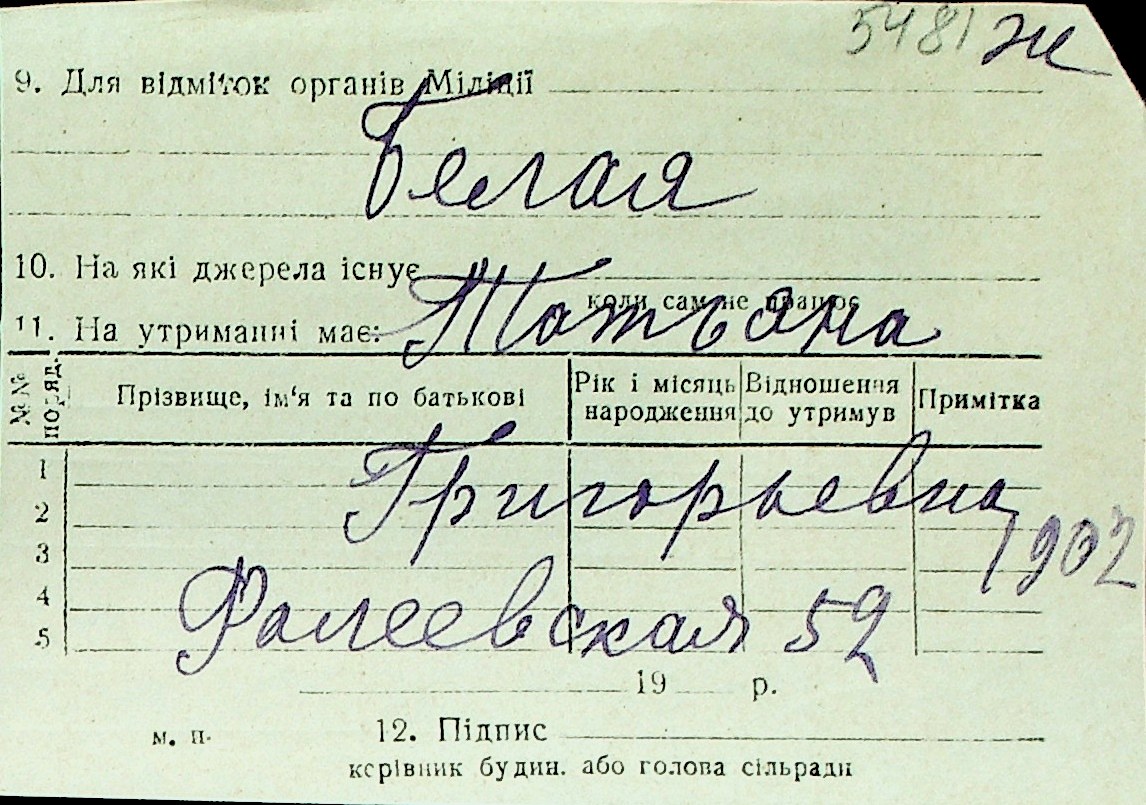 5481 ж
9. Для відміток органів Міліції
Белая
10. На які джерела існує
коли сам не працює
11. На утриманні має:
Татьяна
№№ поряд.
Прізвище, ім'я та по батькові
Рік і місяць народження
Відношення до утримув
Примітка
1
Григорьевна
2
1902
3
4
Фалеевская 52
5
19 р.
м. п.
12. Підпис
керівник будин. або голова сільради